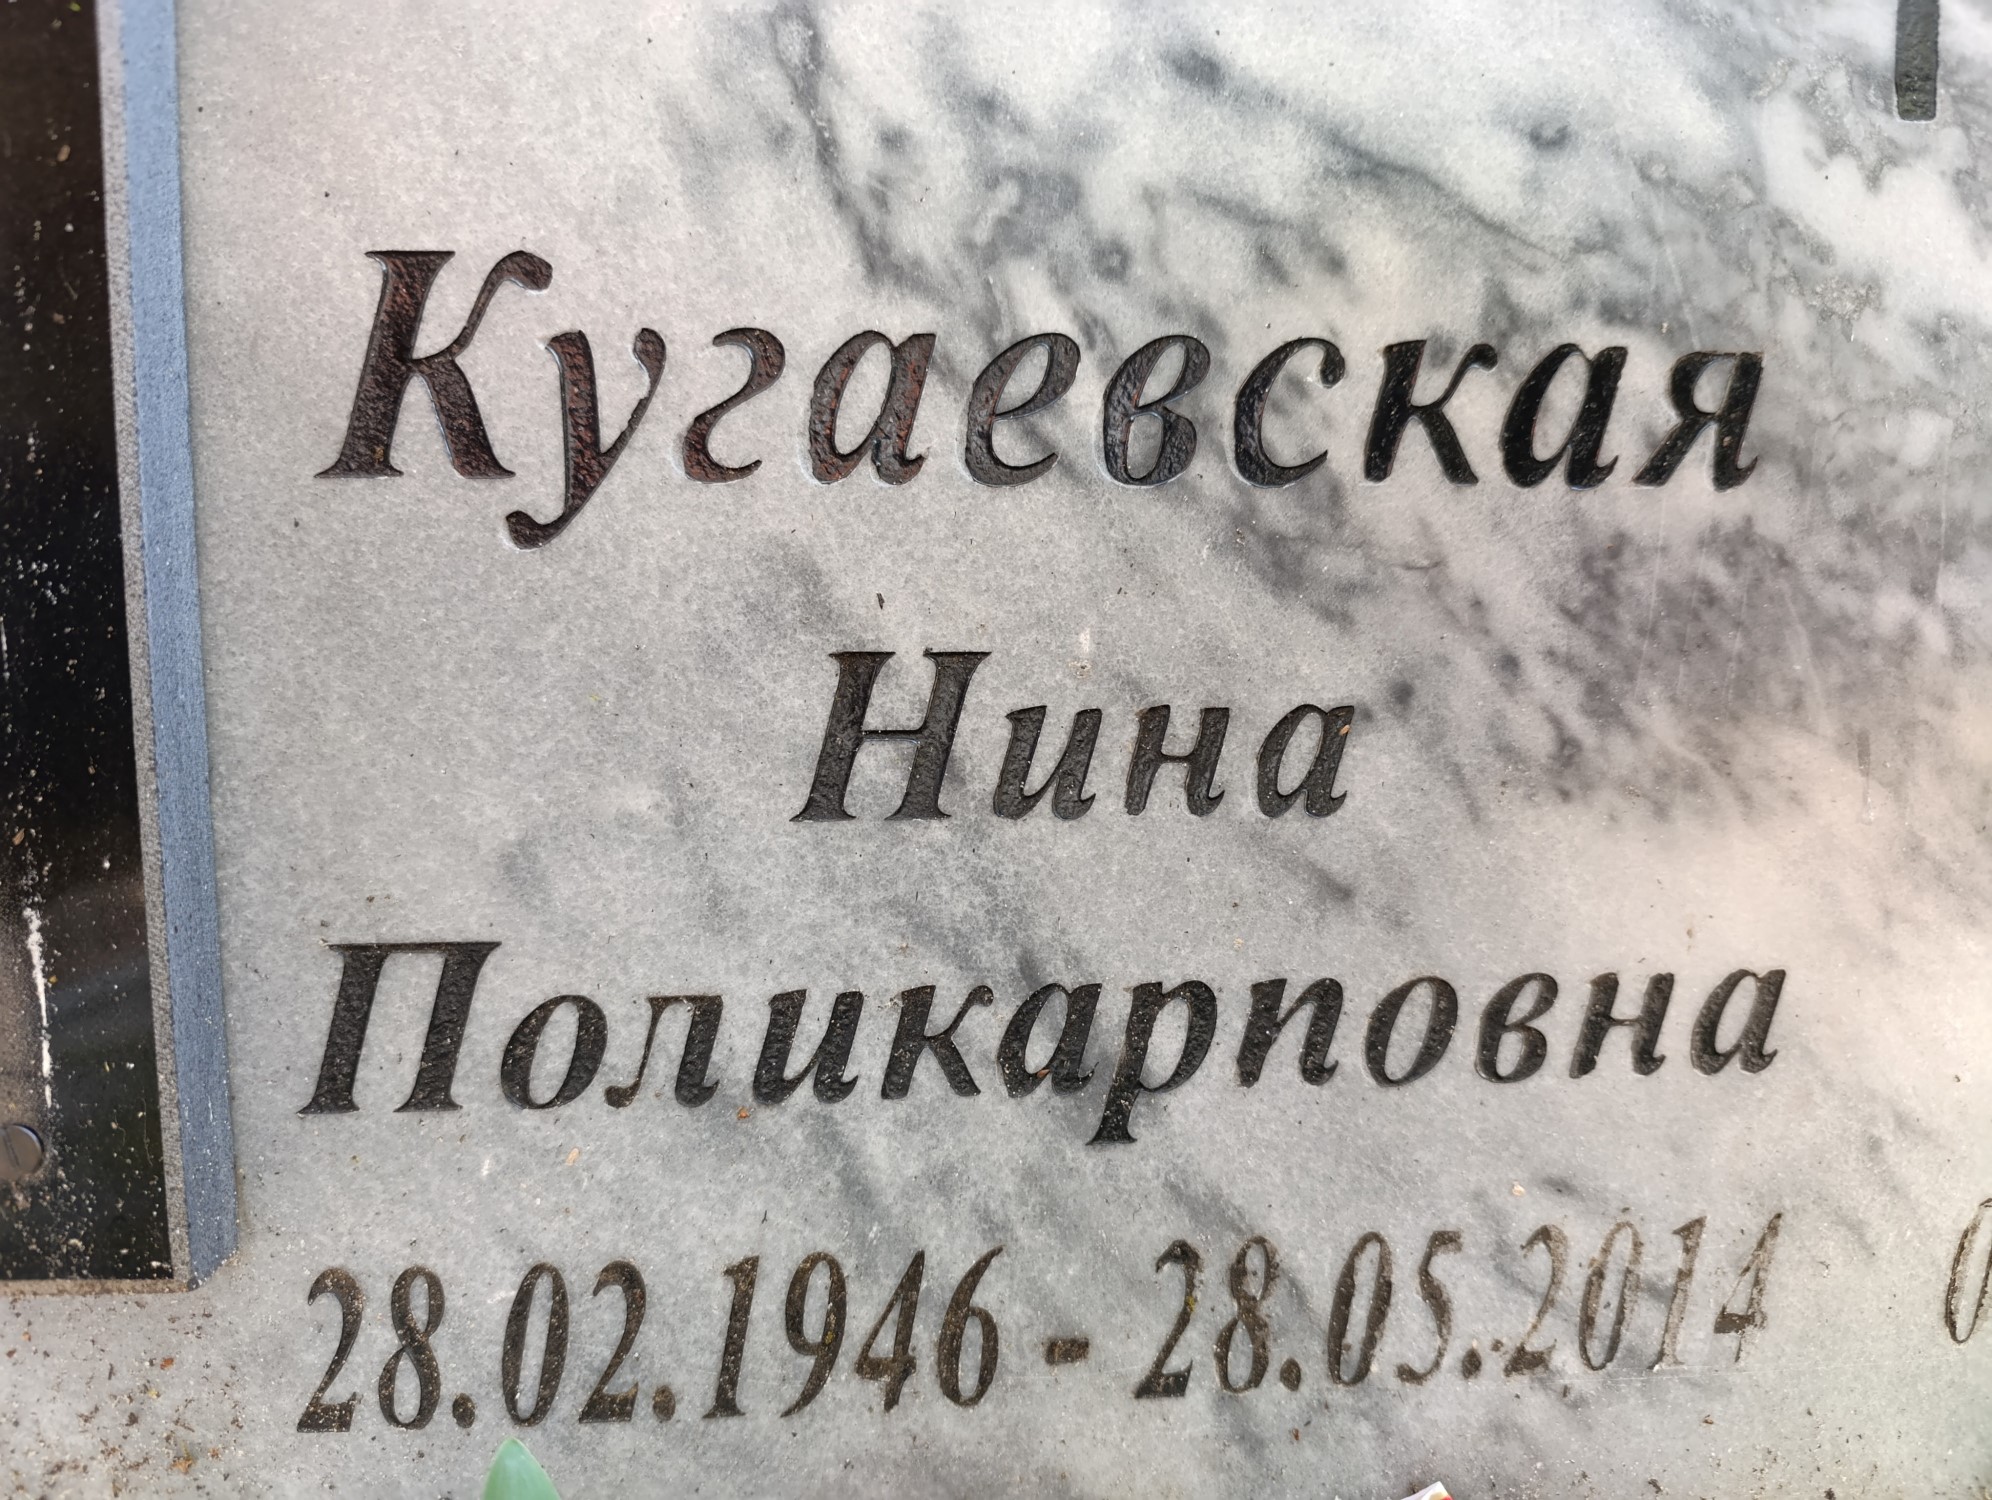 Кугаевская
Нина
Поликарповна
28.02.1946 - 28.05.2014